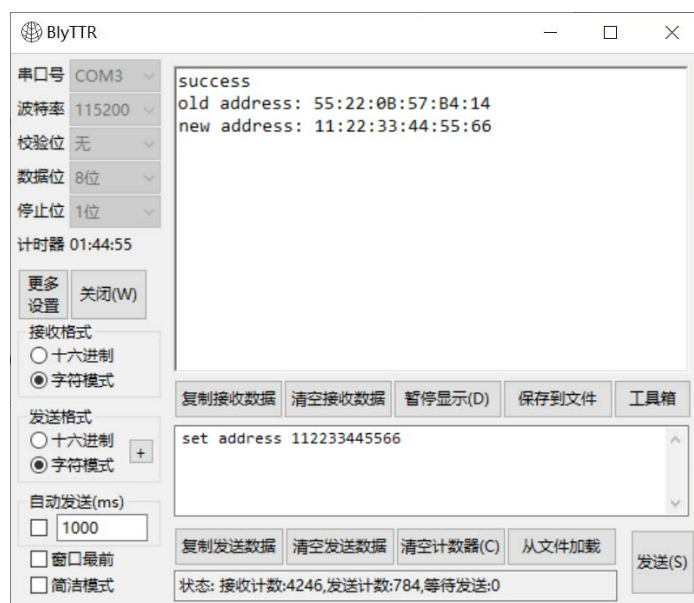 BlyTTR
串口号 COM3
波特率 115200
校验位 无
数据位 8位
停止位 1位
计时器 01:44:55
更多
设置
关闭(W)
接收格式
十六进制
字符模式
发送格式
十六进制
字符模式
+
自动发送(ms)
1000
窗口最前
简洁模式
success
old address: 55:22:0B:57:B4:14
new address: 11:22:33:44:55:66
复制接收数据 清空接收数据 暂停显示(D) 保存到文件 工具箱
set address 112233445566
复制发送数据 清空发送数据 清空计数器(C) 从文件加载 发送(S)
状态: 接收计数:4246,发送计数:784,等待发送:0